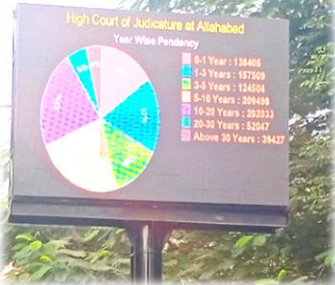 High Court of Judicature at Allahabad
Year Wise Pendency
0-1 Year : 138405
1-3 Years : 157509
3-5 Years : 124504
5-10 Years : 209498
10-20 Years : 202033
20-30 Years : 52047
Above 30 Years : 39427